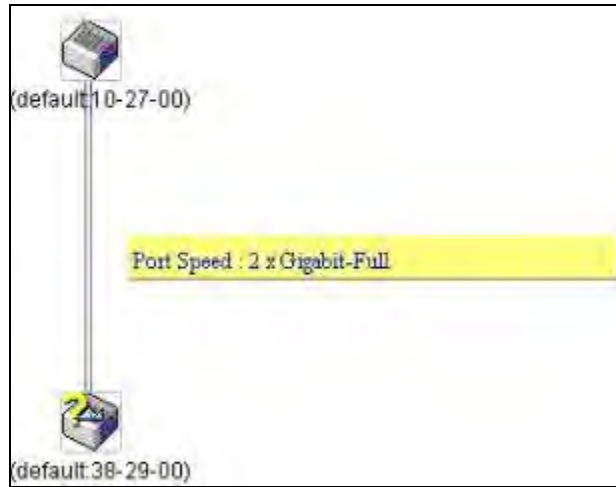 (default:10-27-00)
Port Speed : 2 x Gigabit-Full
?
(default:38-29-00)